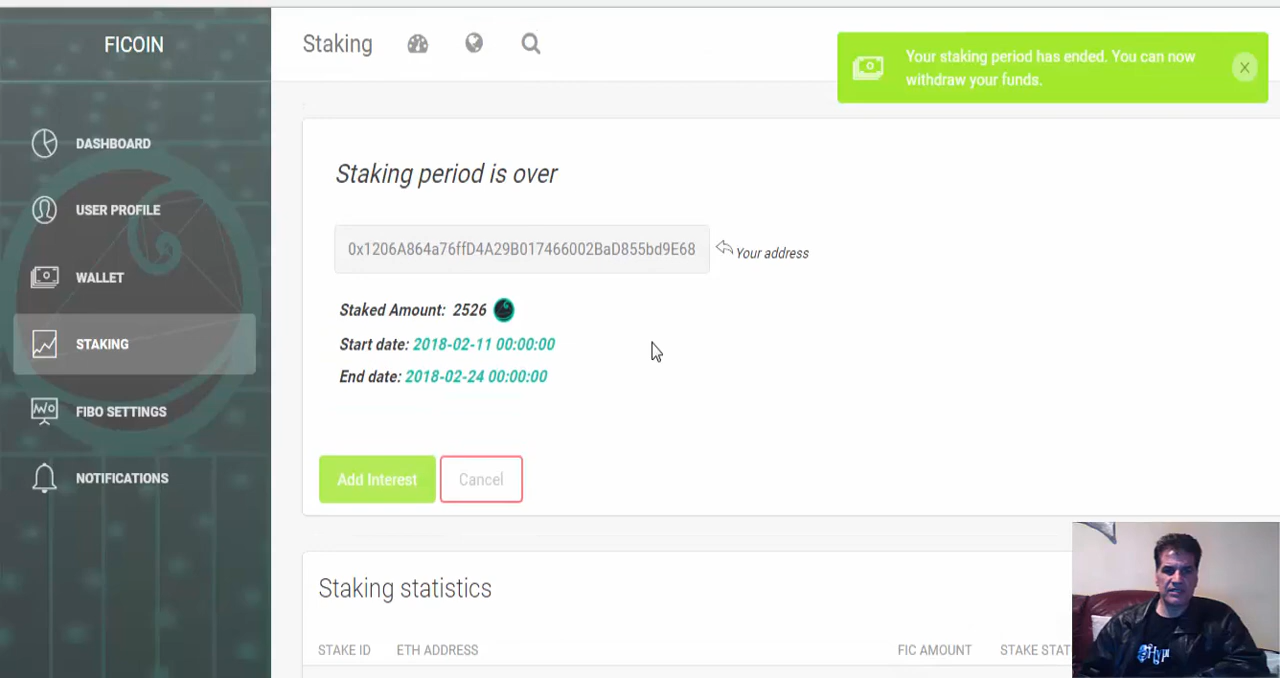 FICOIN
Staking
Your staking period has ended. You can now
withdraw your funds.
DASHBOARD
USER PROFILE
WALLET
STAKING
FIBO SETTINGS
NOTIFICATIONS
Staking period is over
0x1206A864a76ffD4A29B017466002BaD855bd9E68
Your address
Staked Amount: 2526
Start date: 2018-02-11 00:00:00
End date: 2018-02-24 00:00:00
Add Interest
Cancel
Staking statistics
STAKE ID ETH ADDRESS FIC AMOUNT STAKE STAT